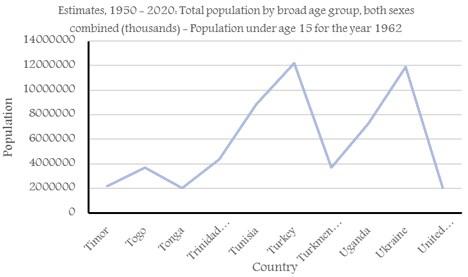 Estimates, 1950 - 2020: Total population by broad age group, both sexes
combined (thousands) - Population under age 15 for the year 1962
14000000
12000000
10000000
8000000
6000000
4000000
2000000
0
Population
Timor
Togo
Tonga
Trinidad...
Tunisia
Turkey
Turkmen...
Uganda
Ukraine
United...
Country